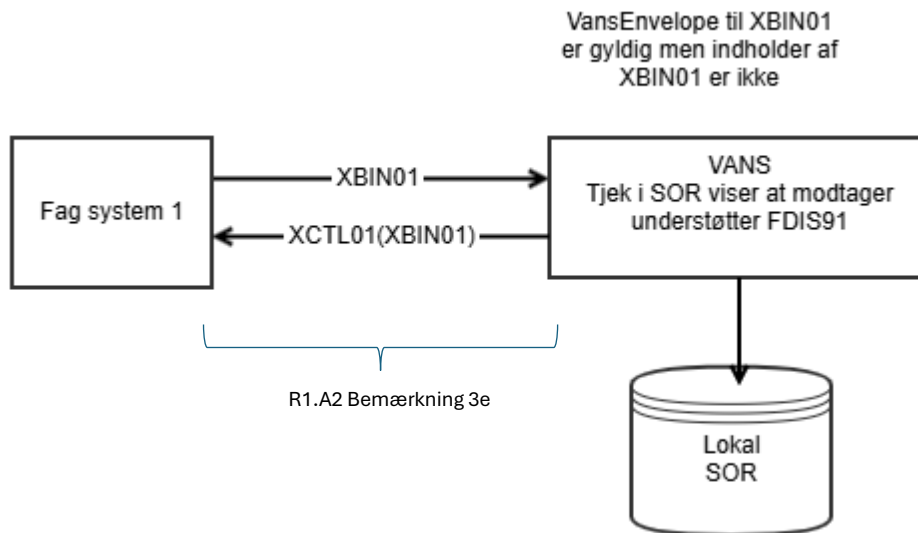 VansEnvelope til XBIN01
er gyldig men indholder af
XBIN01 er ikke
Fag system 1
XBIN01
XCTL01(XBIN01)
VANS
Tjek i SOR viser at modtager
understøtter FDIS91
R1.A2 Bemærkning 3e
Lokal
SOR